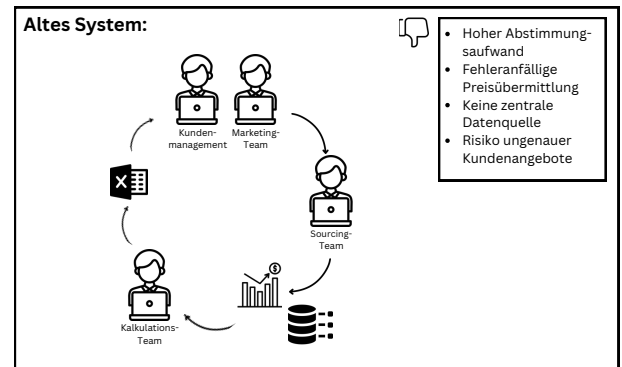 Altes System:
• Hoher Abstimmungs-
aufwand
• Fehleranfällige
Preisübermittlung
• Keine zentrale
Datenquelle
• Risiko ungenauer
Kundenangebote
Kunden-
management
Marketing-
Team
Sourcing-
Team
$
X
Kalkulations-
Team